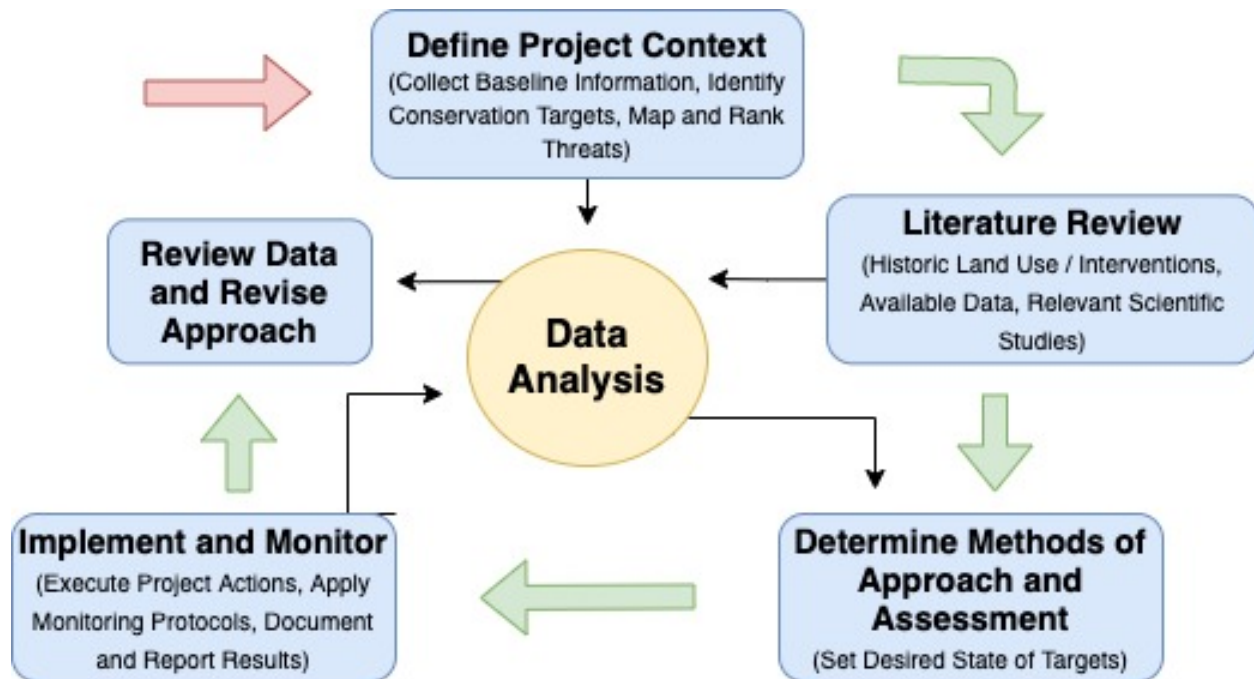 Define Project Context
(Collect Baseline Information, Identify
Conservation Targets, Map and Rank
Threats)
Literature Review
(Historic Land Use / Interventions,
Available Data, Relevant Scientific
Studies)
Review Data
and Revise
Approach
Data
Analysis
Implement and Monitor
(Execute Project Actions, Apply
Monitoring Protocols, Document
and Report Results)
Determine Methods of
Approach and
Assessment
(Set Desired State of Targets)